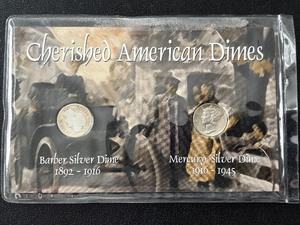 Cherished American Dimes
Barber Silver Dime
1892 - 1916
Mercury Silver Dime
1916 - 1945